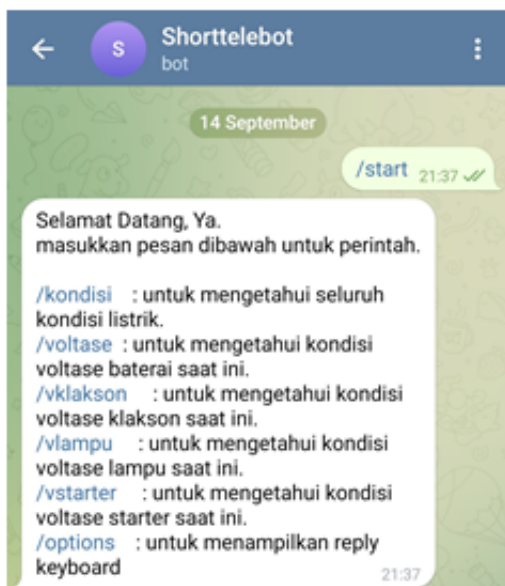 S
Shorttelebot
bot
14 September
/start 21:37
Selamat Datang, Ya.
masukkan pesan dibawah untuk perintah.
/kondisi : untuk mengetahui seluruh
kondisi listrik.
/voltase : untuk mengetahui kondisi
voltase baterai saat ini.
/vklakson : untuk mengetahui kondisi
voltase klakson saat ini.
/vlampu : untuk mengetahui kondisi
voltase lampu saat ini.
/vstarter : untuk mengetahui kondisi
voltase starter saat ini.
/options : untuk menampilkan reply
keyboard 21:37